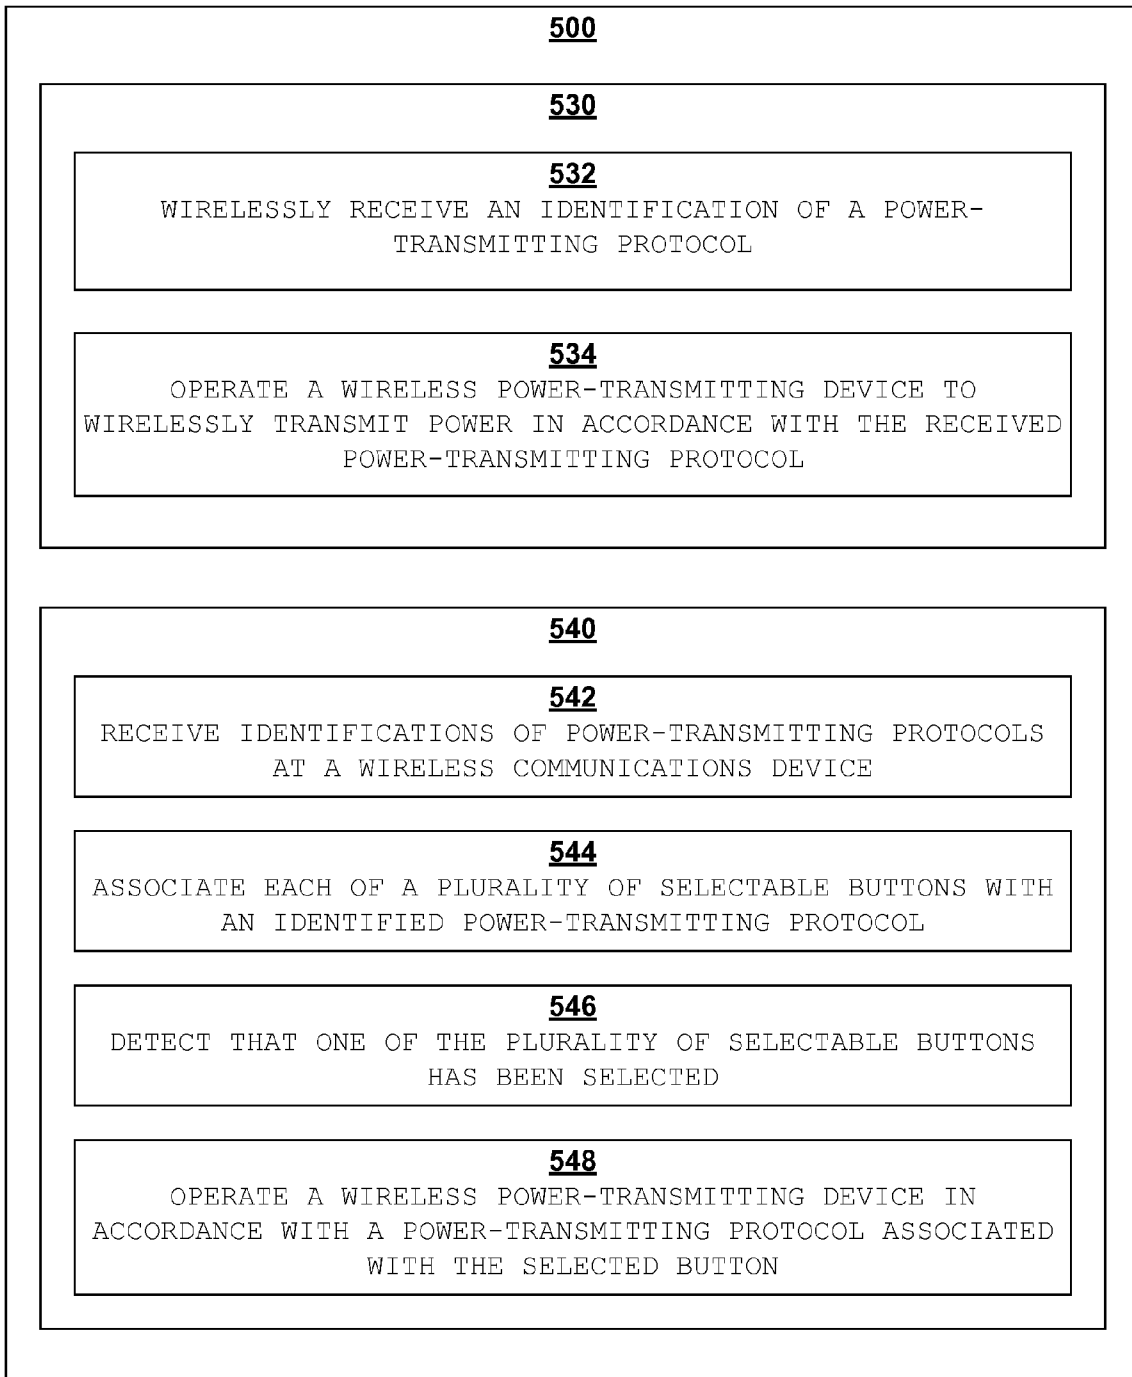 500
530
532
WIRELESSLY RECEIVE AN IDENTIFICATION OF A POWER-
TRANSMITTING PROTOCOL
534
OPERATE A WIRELESS POWER-TRANSMITTING DEVICE TO
WIRELESSLY TRANSMIT POWER IN ACCORDANCE WITH THE RECEIVED
POWER-TRANSMITTING PROTOCOL
540
542
RECEIVE IDENTIFICATIONS OF POWER-TRANSMITTING PROTOCOLS
AT A WIRELESS COMMUNICATIONS DEVICE
544
ASSOCIATE EACH OF A PLURALITY OF SELECTABLE BUTTONS WITH
AN IDENTIFIED POWER-TRANSMITTING PROTOCOL
546
DETECT THAT ONE OF THE PLURALITY OF SELECTABLE BUTTONS
HAS BEEN SELECTED
548
OPERATE A WIRELESS POWER-TRANSMITTING DEVICE IN
ACCORDANCE WITH A POWER-TRANSMITTING PROTOCOL ASSOCIATED
WITH THE SELECTED BUTTON